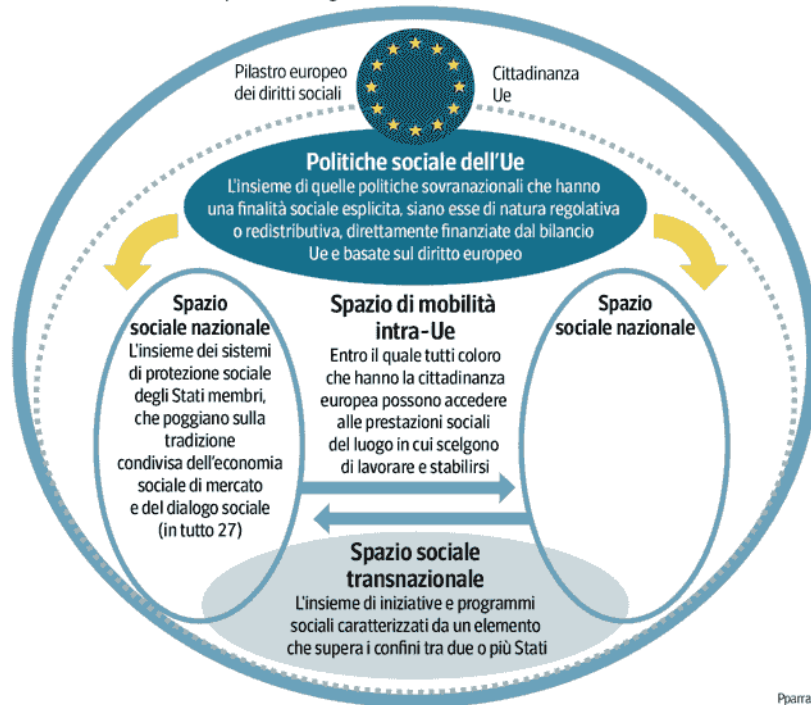 Pilastro europeo
dei diritti sociali
Cittadinanza
Ue
Politiche sociale dell'Ue
L'insieme di quelle politiche sovranazionali che hanno
una finalità sociale esplicita, siano esse di natura regolativa
o redistributiva, direttamente finanziate dal bilancio
Ue e basate sul diritto europeo
Spazio
sociale nazionale
L'insieme dei sistemi
di protezione sociale
degli Stati membri,
che poggiano sulla
tradizione
condivisa dell'economia
sociale di mercato
e del dialogo sociale
(in tutto 27)
Spazio di mobilità
intra-Ue
Entro il quale tutti coloro
che hanno la cittadinanza
europea possono accedere
alle prestazioni sociali
del luogo in cui scelgono
di lavorare e stabilirsi
Spazio
sociale nazionale
Spazio sociale
transnazionale
L'insieme di iniziative e programmi
sociali caratterizzati da un elemento
che supera i confini tra due o più Stati
Pparra